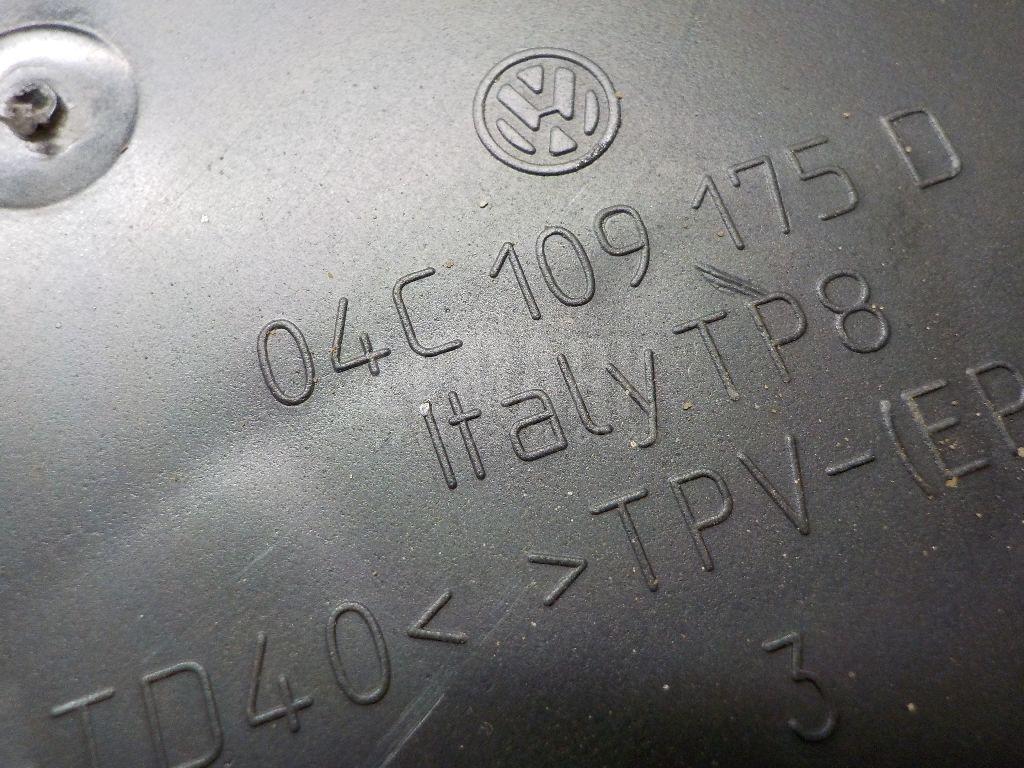 04C 109 175 D
Italy TP8
TD40< >TPV-(EP
3